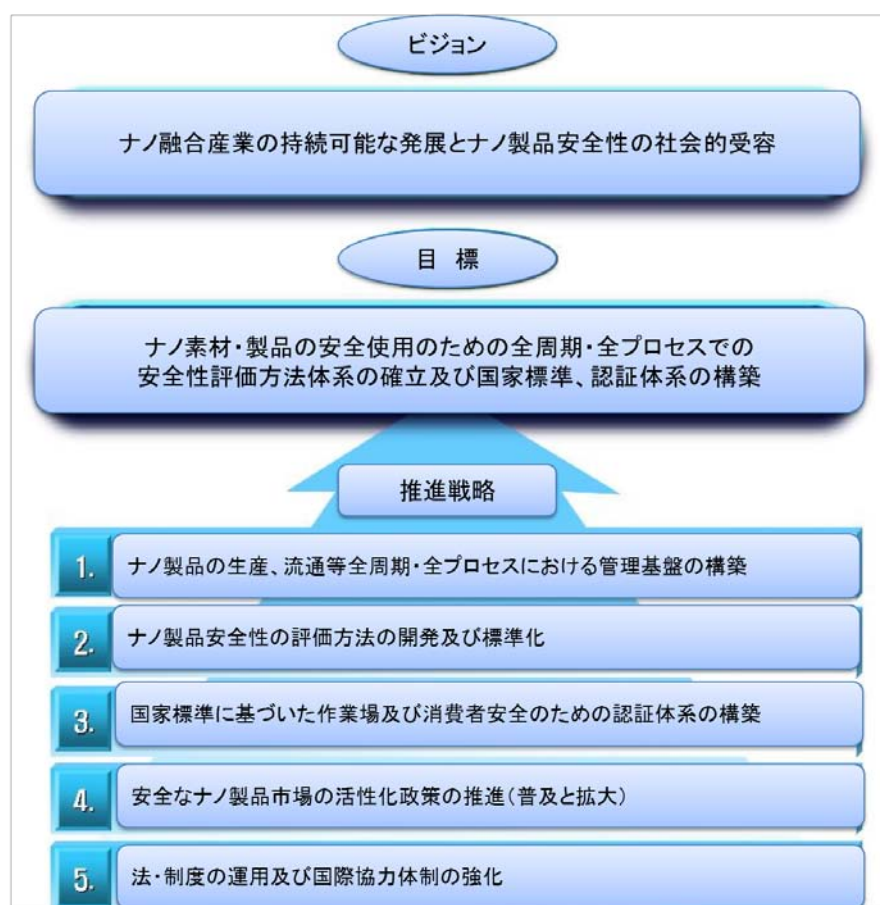 ビジョン
ナノ融合産業の持続可能な発展とナノ製品安全性の社会的受容
目 標
ナノ素材・製品の安全使用のための全周期・全プロセスでの
安全性評価方法体系の確立及び国家標準、認証体系の構築
推進戦略
1. ナノ製品の生産、流通等全周期・全プロセスにおける管理基盤の構築
2. ナノ製品安全性の評価方法の開発及び標準化
3. 国家標準に基づいた作業場及び消費者安全のための認証体系の構築
4. 安全なナノ製品市場の活性化政策の推進(普及と拡大)
5. 法・制度の運用及び国際協力体制の強化